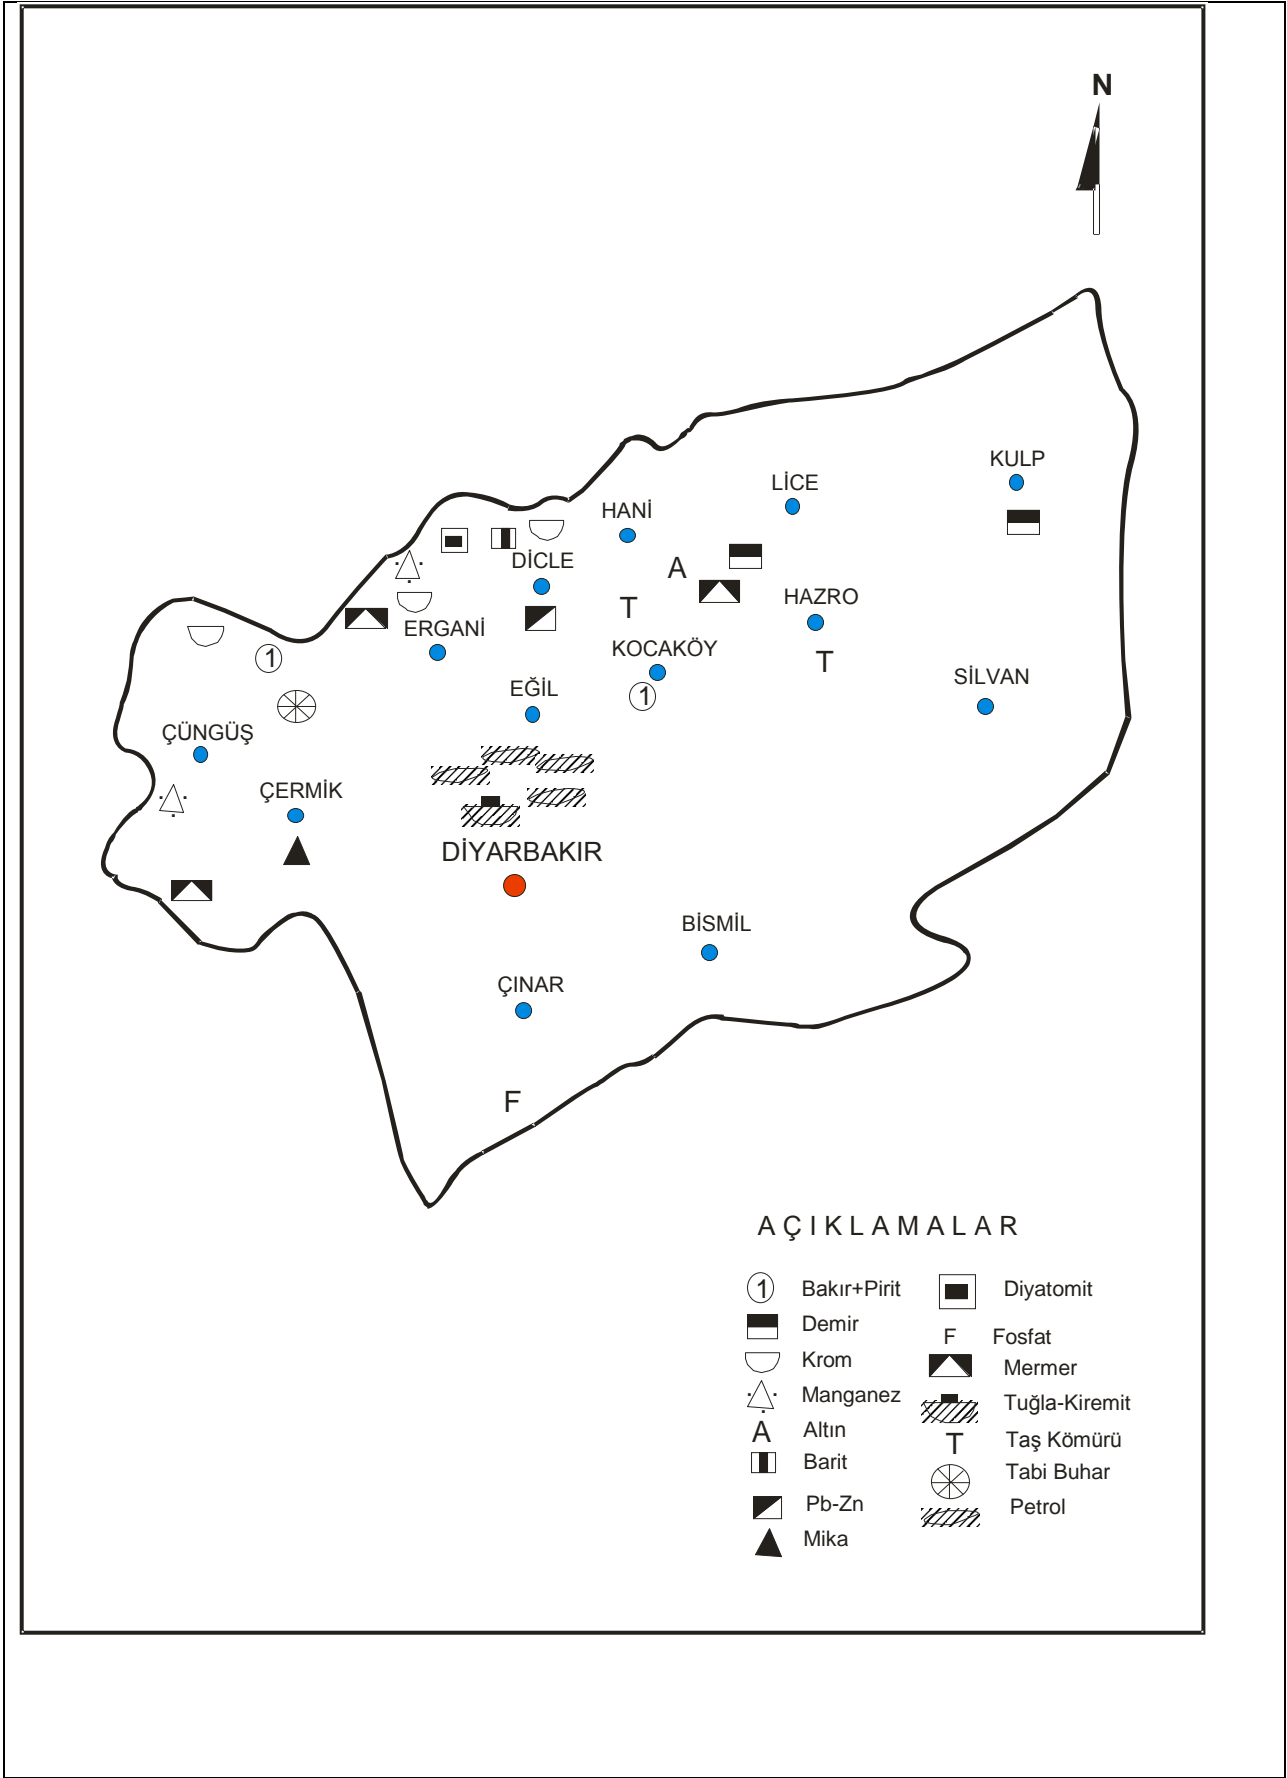 N
KULP
LİCE
HANİ
DİCLE
A
HAZRO
T
ERGANİ
KOCAKÖY
T
1
SİLVAN
EĞİL
1
ÇÜNGÜŞ
ÇERMİK
DİYARBAKIR
BİSMİL
ÇINAR
F
AÇIKLAMALAR
1 Bakır+Pirit
Demir
Krom
Manganez
A Altın
Barit
Pb-Zn
Mika
Diyatomit
F Fosfat
Mermer
Tuğla-Kiremit
T Taş Kömürü
Tabi Buhar
Petrol